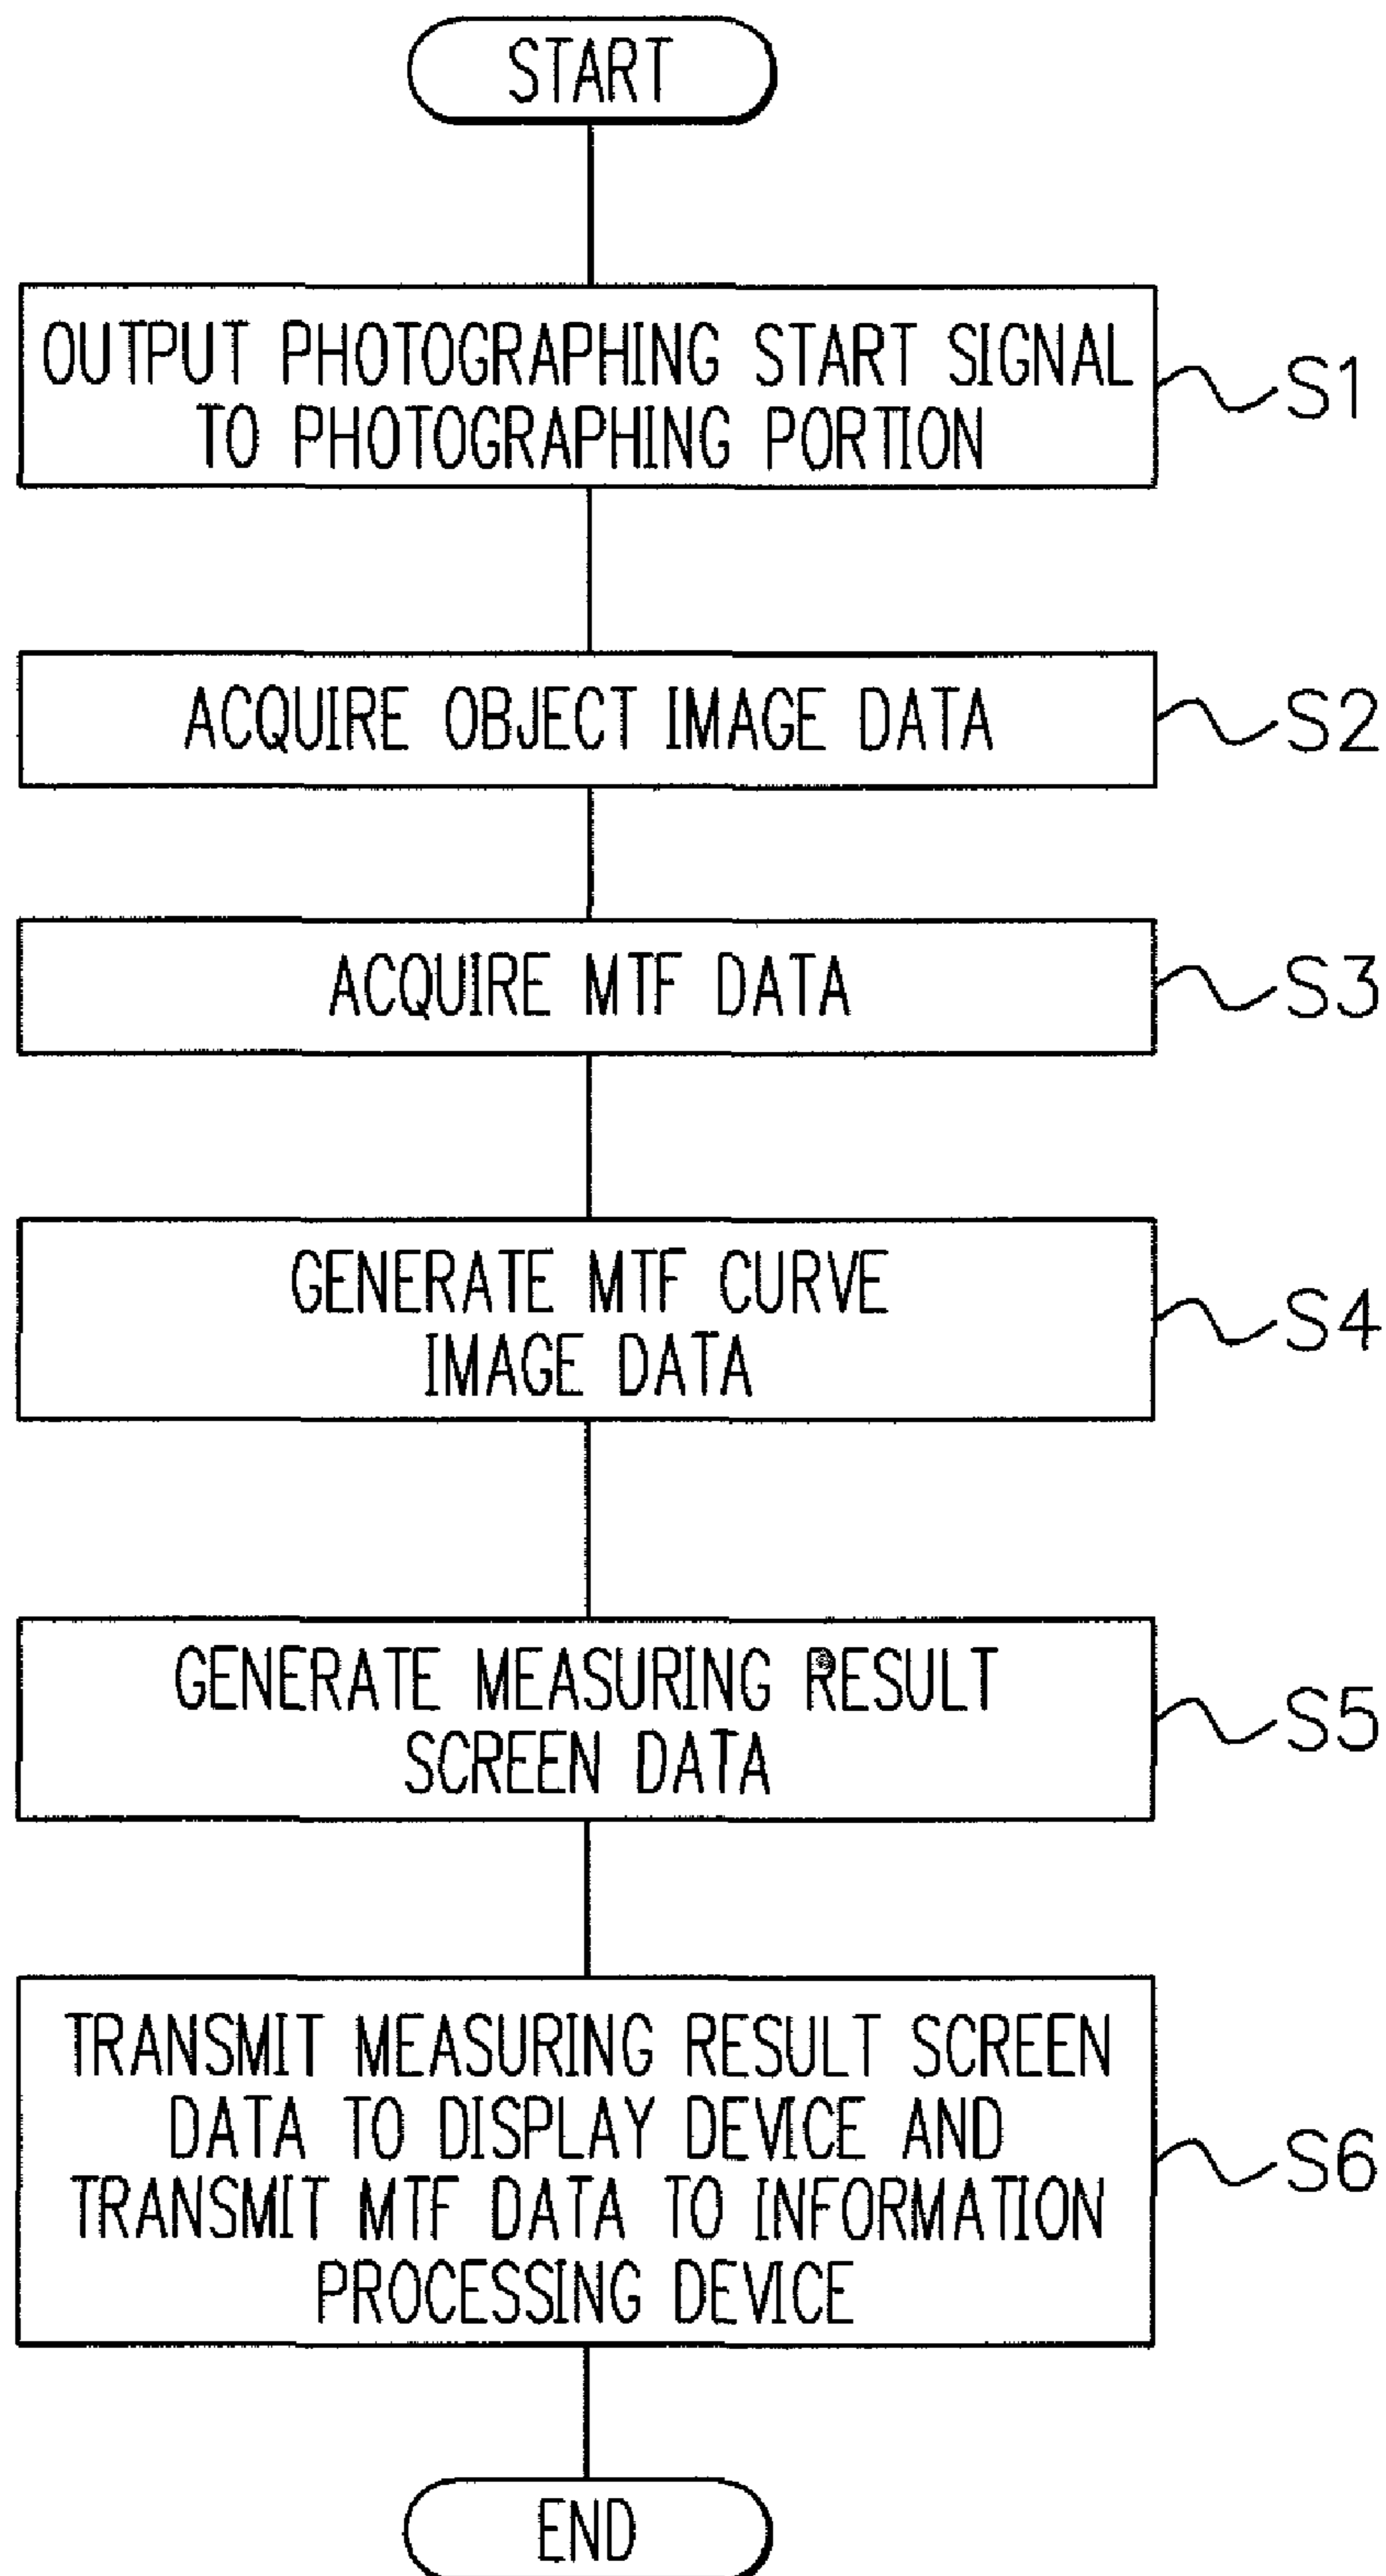 START
OUTPUT PHOTOGRAPHING START SIGNAL
TO PHOTOGRAPHING PORTION
S1
ACQUIRE OBJECT IMAGE DATA
S2
ACQUIRE MTF DATA
S3
GENERATE MTF CURVE
IMAGE DATA
S4
GENERATE MEASURING RESULT
SCREEN DATA
S5
TRANSMIT MEASURING RESULT SCREEN
DATA TO DISPLAY DEVICE AND
TRANSMIT MTF DATA TO INFORMATION
PROCESSING DEVICE
S6
END